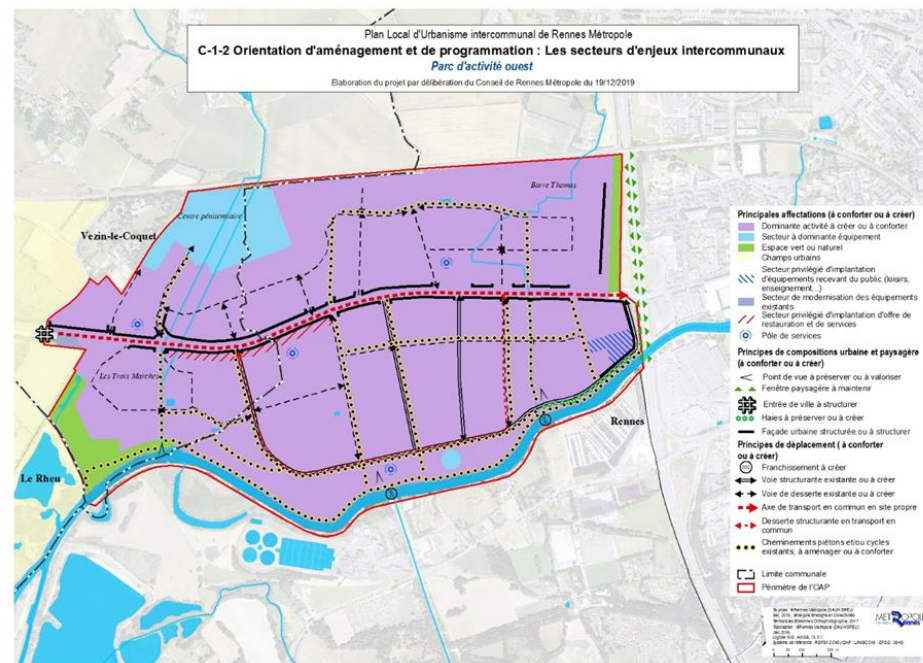 Plan Local d'Urbanisme intercommunal de Rennes Métropole
C-1-2 Orientation d'aménagement et de programmation : Les secteurs d'enjeux intercommunaux
Parc d'activité ouest
Elaboration du projet par délibération du Conseil de Rennes Métropole du 19/12/2019
Barre Thomas
Centre pénitentiaire
Vezin-le-Coquet
Les Trois Marches
Rennes
Le Rheu
Principales affectations (à conforter ou à créer)
Dominante activité à créer ou à conforter
Secteur à dominante équipement
Espace vert ou naturel
Champs urbains
Secteur privilégié d'implantation
d'équipements recevant du public (loisirs,
enseignement...)
Secteur de modernisation des équipements
existants
Secteur privilégié d'implantation d'offre de
restauration et de services
Pôle de services
Principes de compositions urbaine et paysagère
(à conforter ou à créer)
Point de vue à préserver ou à valoriser
Fenêtre paysagère à maintenir
Entrée de ville à structurer
Haies à préserver ou à créer
Façade urbaine structurée ou à structurer
Principes de déplacement ( à conforter
ou à créer)
Franchissement à créer
Voie structurante existante ou à créer
Voie de desserte existante ou à créer
Axe de transport en commun en site propre
Desserte structurante en transport en
commun
Cheminements piétons et/ou cycles
existants, à aménager ou à conforter
Limite communale
Périmètre de l'OAP